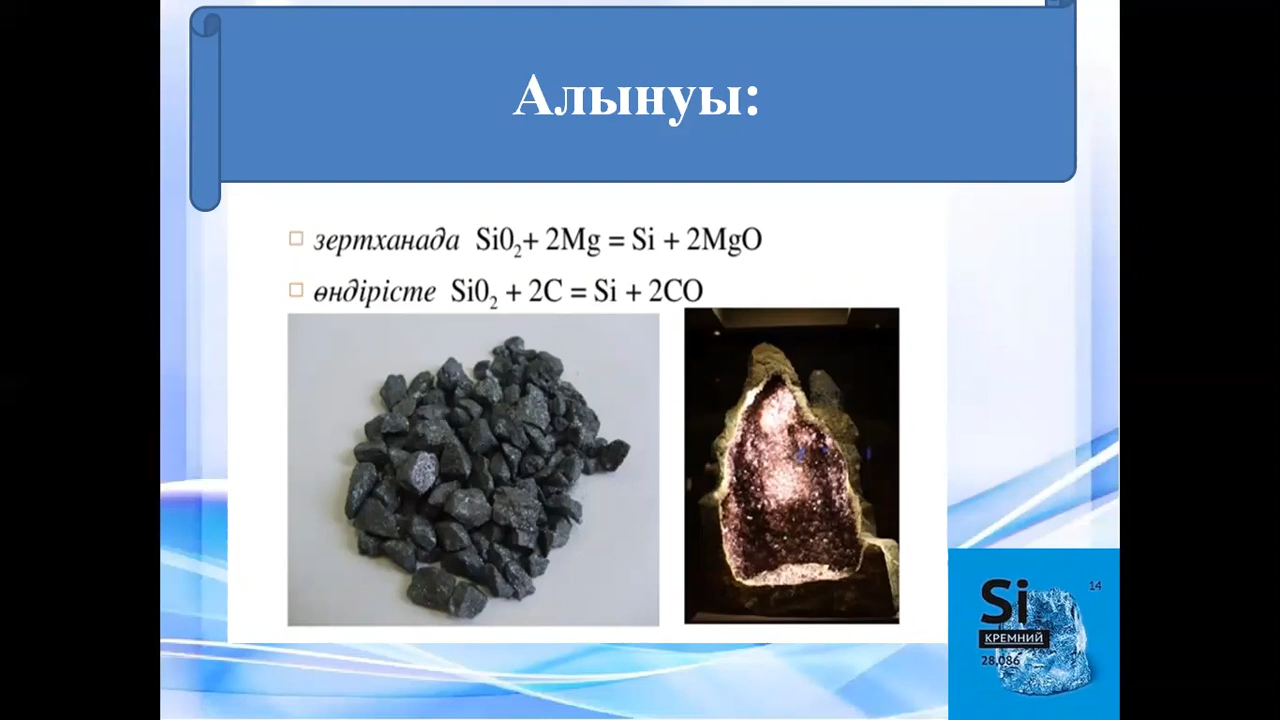 Алынуы:
зертханада Si0₂+ 2Mg = Si + 2MgO
өндірісте Si0₂ + 2C = Si + 2CO
Si
14
КРЕМНИЙ
28,086